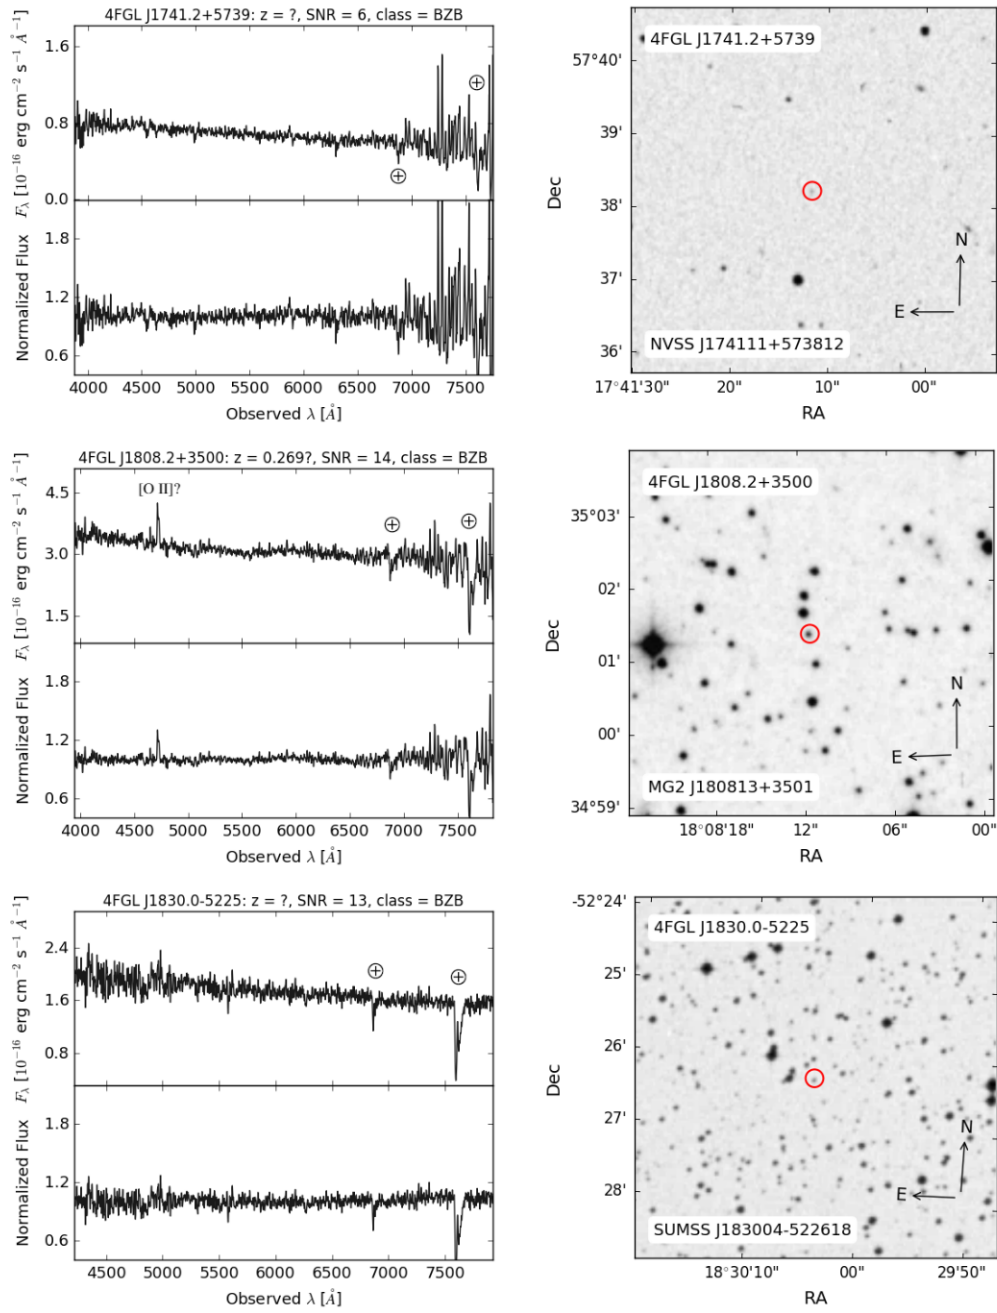 4FGL J1741.2+5739: z = ?, SNR = 6, class = BZB
F_λ [10⁻¹⁶ erg cm⁻² s⁻¹ Å⁻¹]
1.6
0.8
0.0
Normalized Flux
1.8
1.2
0.6
4000 4500 5000 5500 6000 6500 7000 7500
Observed λ [Å]
4FGL J1741.2+5739
57°40'
39'
38'
37'
36'
Dec
N
E
NVSS J174111+573812
17°41'30" 20" 10" 00"
RA
4FGL J1808.2+3500: z = 0.269?, SNR = 14, class = BZB
F_λ [10⁻¹⁶ erg cm⁻² s⁻¹ Å⁻¹]
[O II]?
4.5
3.0
1.5
Normalized Flux
1.8
1.2
0.6
4000 4500 5000 5500 6000 6500 7000 7500
Observed λ [Å]
4FGL J1808.2+3500
35°03'
02'
01'
00'
34°59'
Dec
N
E
MG2 J180813+3501
18°08'18" 12" 06" 00"
RA
4FGL J1830.0-5225: z = ?, SNR = 13, class = BZB
F_λ [10⁻¹⁶ erg cm⁻² s⁻¹ Å⁻¹]
2.4
1.6
0.8
Normalized Flux
1.8
1.2
0.6
4500 5000 5500 6000 6500 7000 7500
Observed λ [Å]
4FGL J1830.0-5225
-52°24'
25'
26'
27'
28'
Dec
N
E
SUMSS J183004-522618
18°30'10" 00" 29'50"
RA